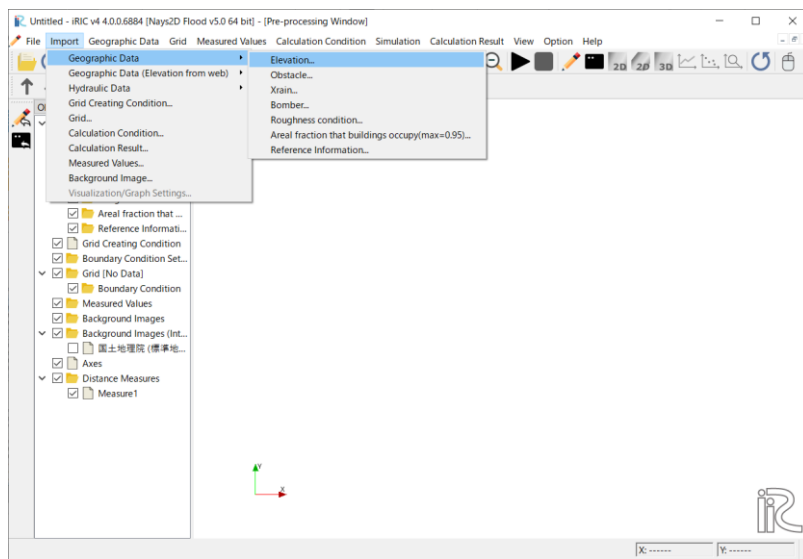 Untitled - iRIC v4 4.0.0.6884 [Nays2D Flood v5.0 64 bit] - [Pre-processing Window]
File Import Geographic Data Grid Measured Values Calculation Condition Simulation Calculation Result View Option Help
Geographic Data
Geographic Data (Elevation from web)
Hydraulic Data
Grid Creating Condition...
Grid...
Calculation Condition...
Calculation Result...
Measured Values...
Background Image...
Visualization/Graph Settings...
Elevation...
Obstacle...
Xrain...
Bomber...
Roughness condition...
Areal fraction that buildings occupy(max=0.95)...
Reference Information...
2D 2D 3D
Areal fraction that ...
Reference Informati...
Grid Creating Condition
Boundary Condition Set...
Grid [No Data]
Boundary Condition
Measured Values
Background Images
Background Images (Int...
国土地理院 (標準地...
Axes
Distance Measures
Measure1
Y
X
iRIC
X: ------ Y: ------